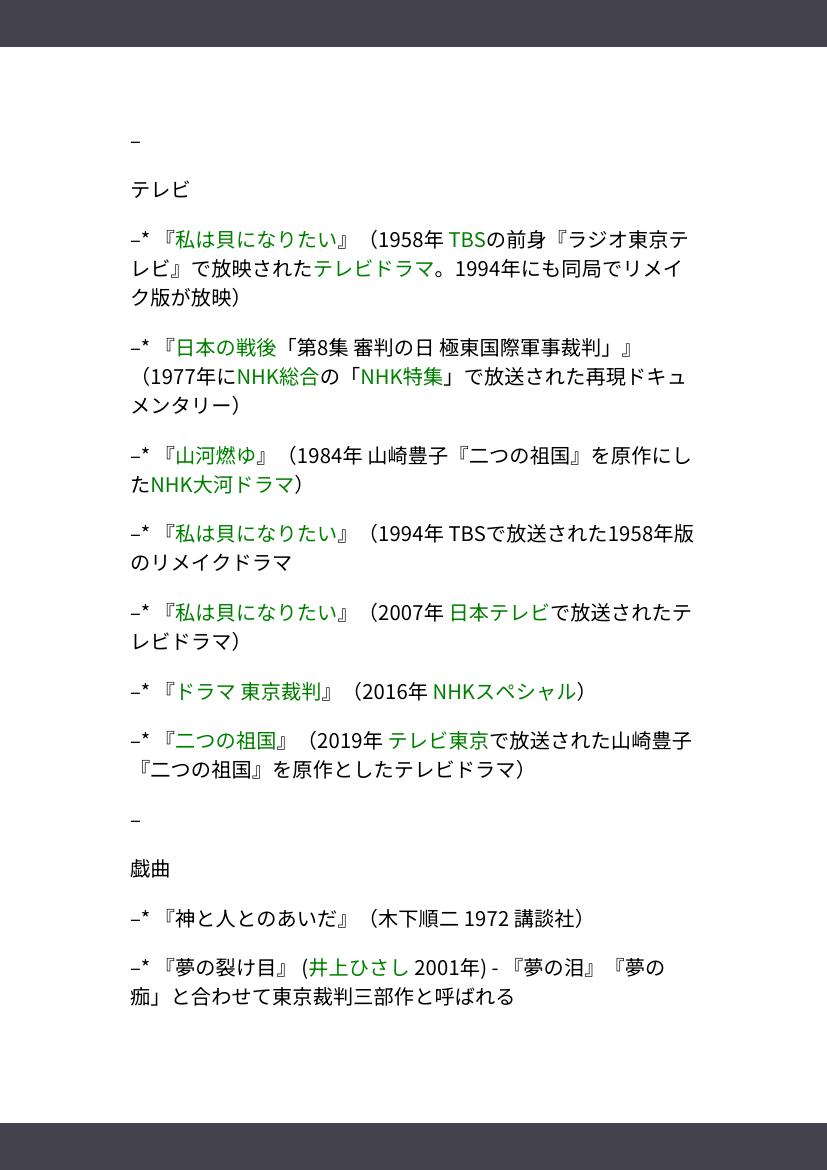 –
テレビ
–* 『私は貝になりたい』（1958年 TBSの前身『ラジオ東京テ
レビ』で放映されたテレビドラマ。1994年にも同局でリメイ
ク版が放映）
–* 『日本の戦後「第8集 審判の日 極東国際軍事裁判」』
（1977年にNHK総合の「NHK特集」で放送された再現ドキュ
メンタリー）
–* 『山河燃ゆ』（1984年 山崎豊子『二つの祖国』を原作にし
たNHK大河ドラマ）
–* 『私は貝になりたい』（1994年 TBSで放送された1958年版
のリメイクドラマ
–* 『私は貝になりたい』（2007年 日本テレビで放送されたテ
レビドラマ）
–* 『ドラマ 東京裁判』（2016年 NHKスペシャル）
–* 『二つの祖国』（2019年 テレビ東京で放送された山崎豊子
『二つの祖国』を原作としたテレビドラマ）
–
戯曲
–* 『神と人とのあいだ』（木下順二 1972 講談社）
–* 『夢の裂け目』 (井上ひさし 2001年) - 『夢の泪』『夢の
痂」と合わせて東京裁判三部作と呼ばれる